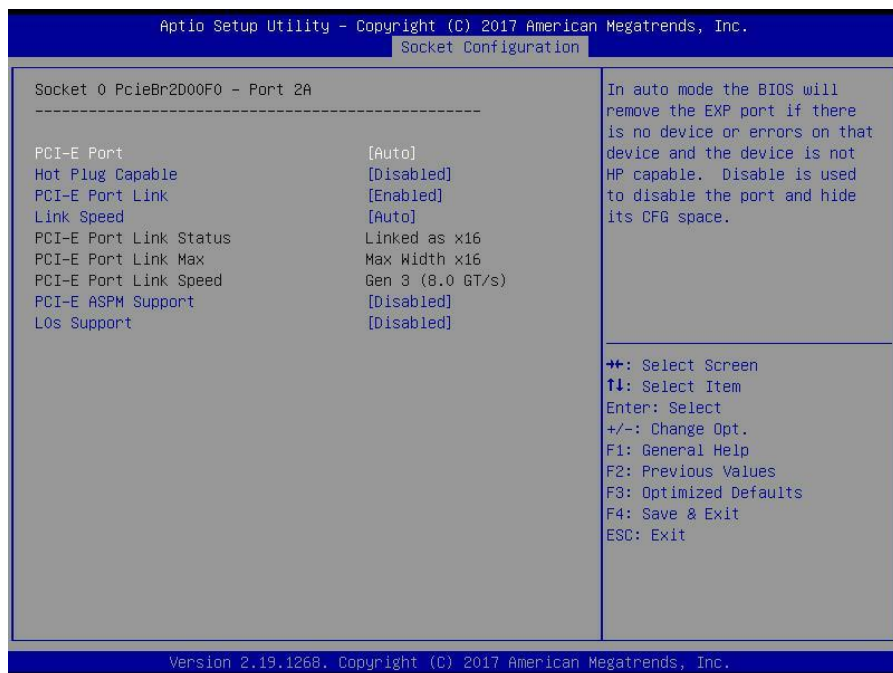 Aptio Setup Utility – Copyright (C) 2017 American Megatrends, Inc.
Socket Configuration
Socket 0 PcieBr2D00F0 – Port 2A
--------------------------------------------------
PCI-E Port [Auto]
Hot Plug Capable [Disabled]
PCI-E Port Link [Enabled]
Link Speed [Auto]
PCI-E Port Link Status Linked as x16
PCI-E Port Link Max Max Width x16
PCI-E Port Link Speed Gen 3 (8.0 GT/s)
PCI-E ASPM Support [Disabled]
L0s Support [Disabled]
In auto mode the BIOS will
remove the EXP port if there
is no device or errors on that
device and the device is not
HP capable.  Disable is used
to disable the port and hide
its CFG space.
→←: Select Screen
↑↓: Select Item
Enter: Select
+/-: Change Opt.
F1: General Help
F2: Previous Values
F3: Optimized Defaults
F4: Save & Exit
ESC: Exit
Version 2.19.1268. Copyright (C) 2017 American Megatrends, Inc.